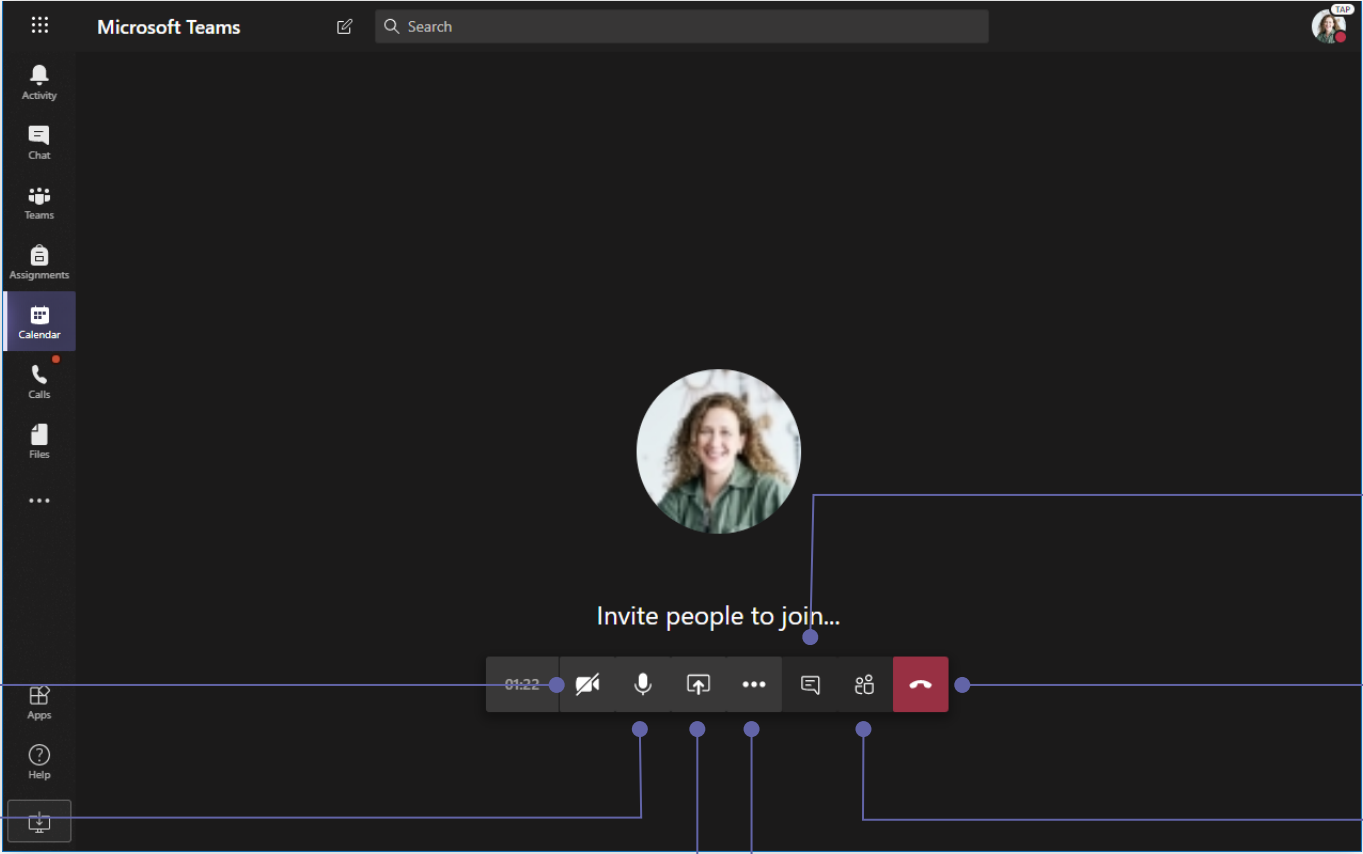 Microsoft Teams
Search
TAP
Activity
Chat
Teams
Assignments
Calendar
Calls
Files
Invite people to join...
01:22
Apps
Help